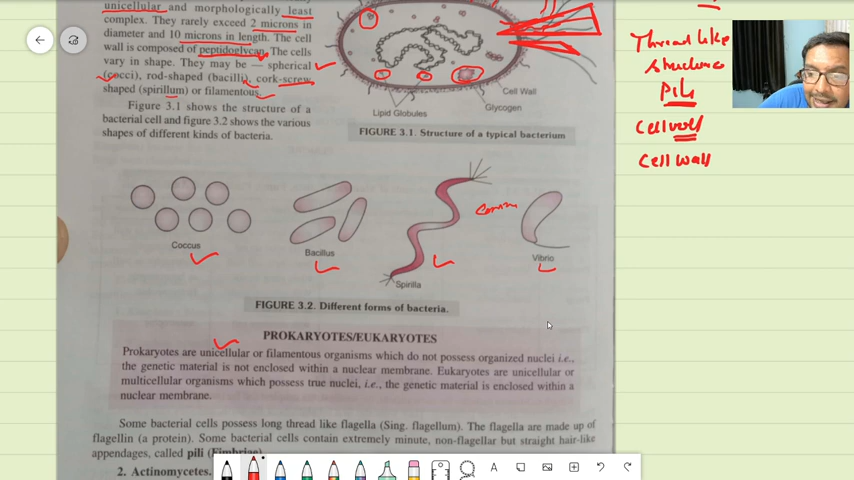 unicellular and morphologically least
complex. They rarely exceed 2 microns in
diameter and 10 microns in length. The cell
wall is composed of peptidoglycan. The cells
vary in shape. They may be — spherical
(cocci), rod-shaped (bacilli), cork-screw
shaped (spirillum) or filamentous.
Figure 3.1 shows the structure of a
bacterial cell and figure 3.2 shows the various
shapes of different kinds of bacteria.
Cell Wall
Lipid Globules
Glycogen
FIGURE 3.1. Structure of a typical bacterium
Thread like
Pili
Cell wall
Cell wall
Coccus
Bacillus
Spirilla
Vibrio
FIGURE 3.2. Different forms of bacteria.
PROKARYOTES/EUKARYOTES
Prokaryotes are unicellular or filamentous organisms which do not possess organized nuclei i.e.,
the genetic material is not enclosed within a nuclear membrane. Eukaryotes are unicellular or
multicellular organisms which possess true nuclei, i.e., the genetic material is enclosed within a
nuclear membrane.
Some bacterial cells possess long thread like flagella (Sing. flagellum). The flagella are made up of
flagellin (a protein). Some bacterial cells contain extremely minute, non-flagellar but straight hair-like
appendages, called pili (Fimbriae)
2. Actinomycetes.
A